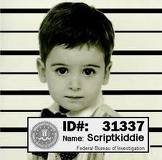 ID#: 31337
Name: Scriptkiddie
Federal Bureau of Investigation